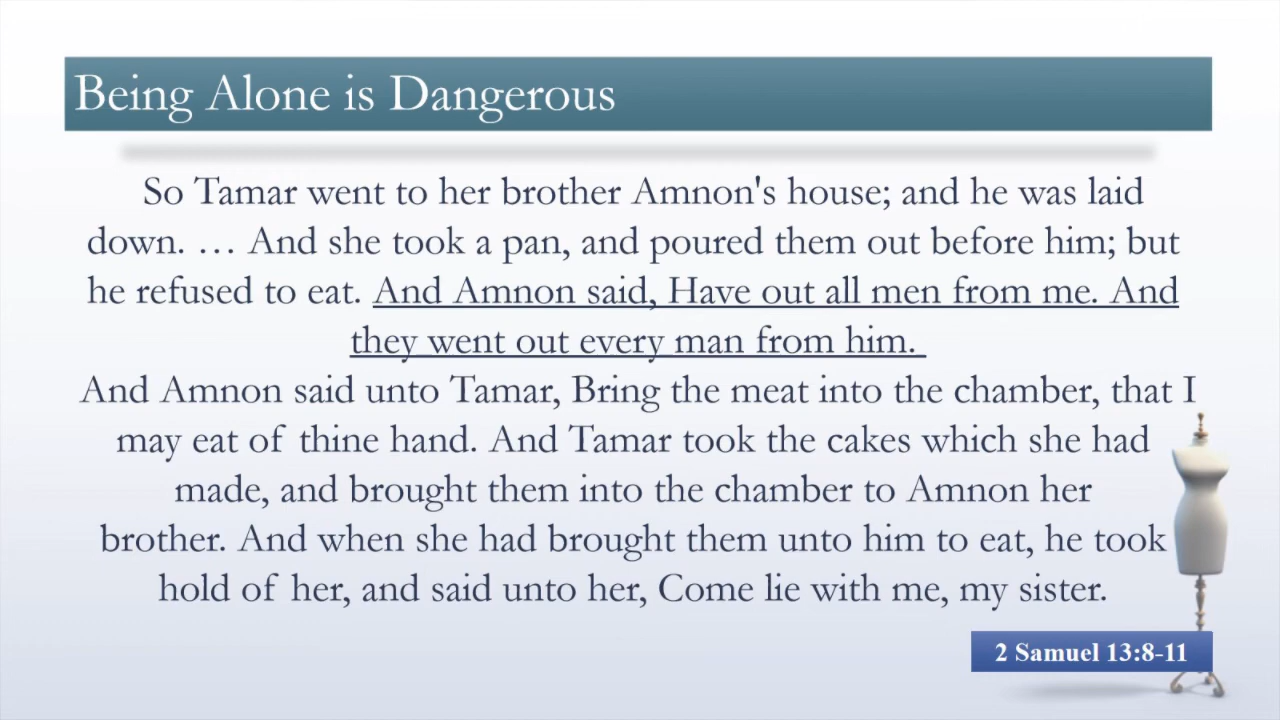 Being Alone is Dangerous
So Tamar went to her brother Amnon's house; and he was laid
down. … And she took a pan, and poured them out before him; but
he refused to eat. And Amnon said, Have out all men from me. And
they went out every man from him.
And Amnon said unto Tamar, Bring the meat into the chamber, that I
may eat of thine hand. And Tamar took the cakes which she had
made, and brought them into the chamber to Amnon her
brother. And when she had brought them unto him to eat, he took
hold of her, and said unto her, Come lie with me, my sister.
2 Samuel 13:8-11